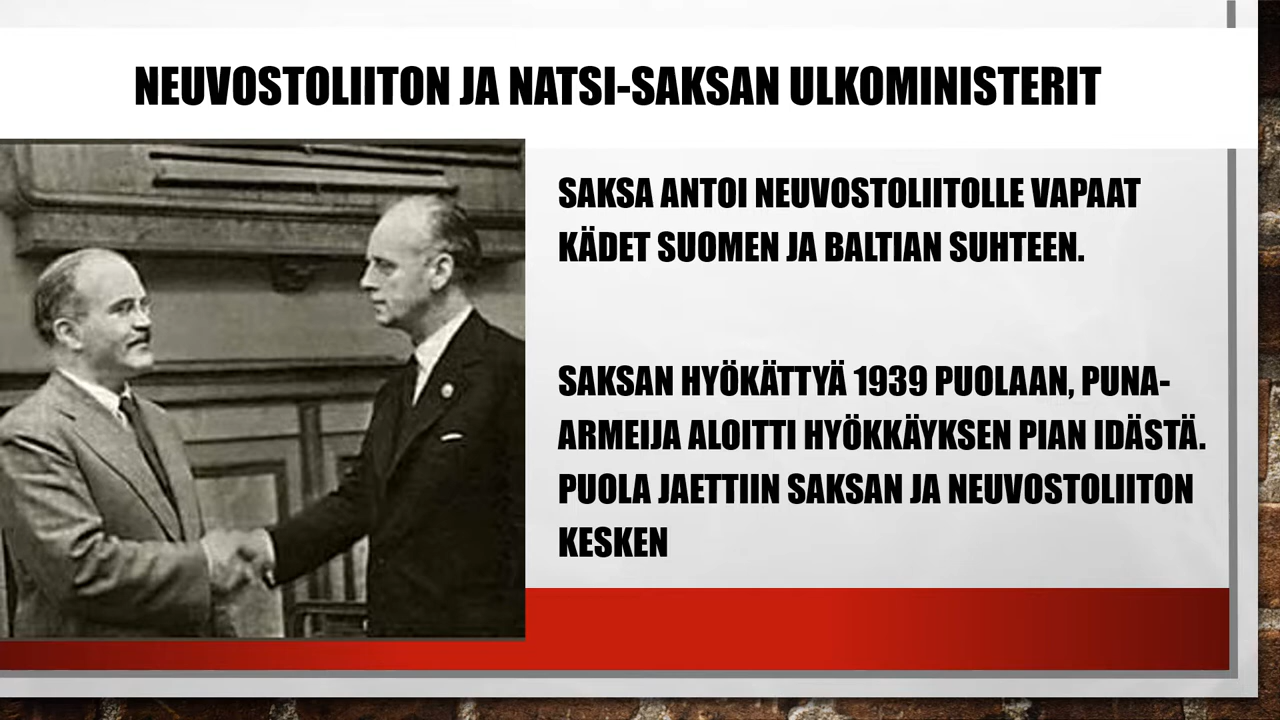 NEUVOSTOLIITON JA NATSI-SAKSAN ULKOMINISTERIT
SAKSA ANTOI NEUVOSTOLIITOLLE VAPAAT
KÄDET SUOMEN JA BALTIAN SUHTEEN.
SAKSAN HYÖKÄTTYÄ 1939 PUOLAAN, PUNA-
ARMEIJA ALOITTI HYÖKKÄYKSEN PIAN IDÄSTÄ.
PUOLA JAETTIIN SAKSAN JA NEUVOSTOLIITON
KESKEN